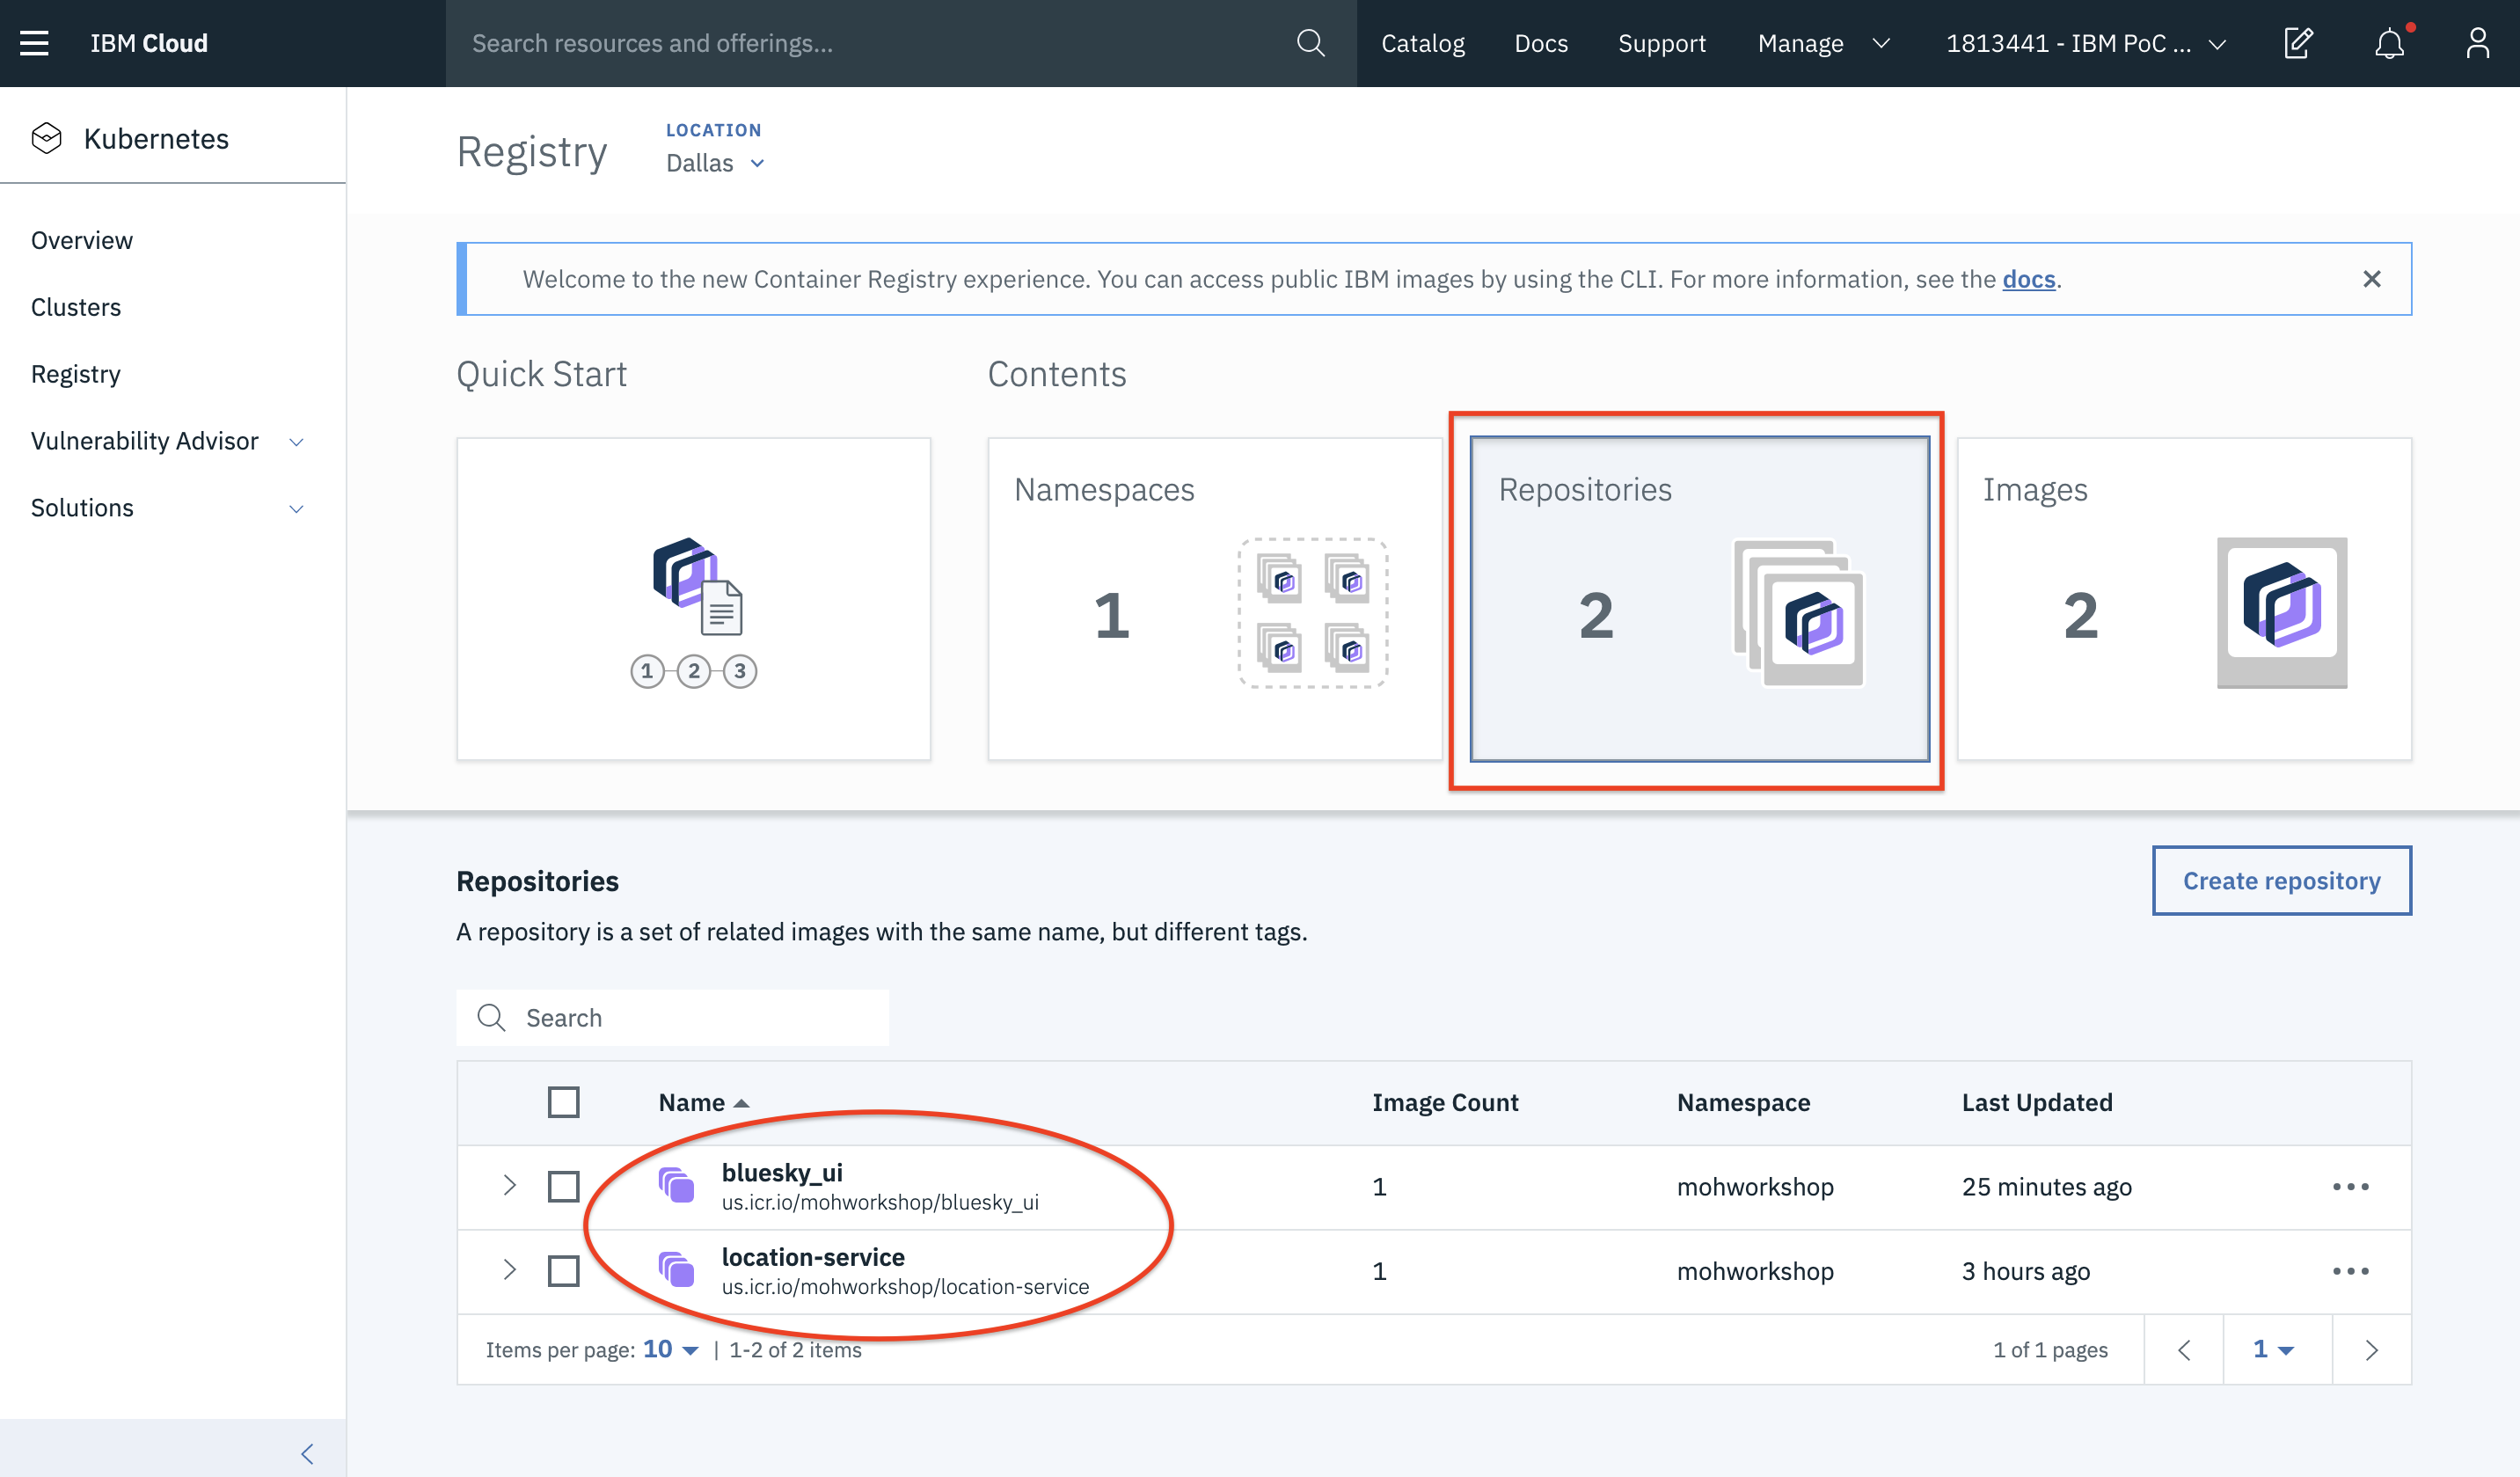 IBM Cloud
Search resources and offerings...
Catalog
Docs
Support
Manage
1813441 - IBM PoC ...
Kubernetes
Overview
Clusters
Registry
Vulnerability Advisor
Solutions
Registry
LOCATION
Dallas
Welcome to the new Container Registry experience. You can access public IBM images by using the CLI. For more information, see the docs.
Quick Start
1 2 3
Contents
Namespaces
1
Repositories
2
Images
2
Repositories
Create repository
A repository is a set of related images with the same name, but different tags.
Search
Name Image Count Namespace Last Updated
bluesky_ui
us.icr.io/mohworkshop/bluesky_ui
1 mohworkshop 25 minutes ago
location-service
us.icr.io/mohworkshop/location-service
1 mohworkshop 3 hours ago
Items per page: 10 | 1-2 of 2 items
1 of 1 pages
1